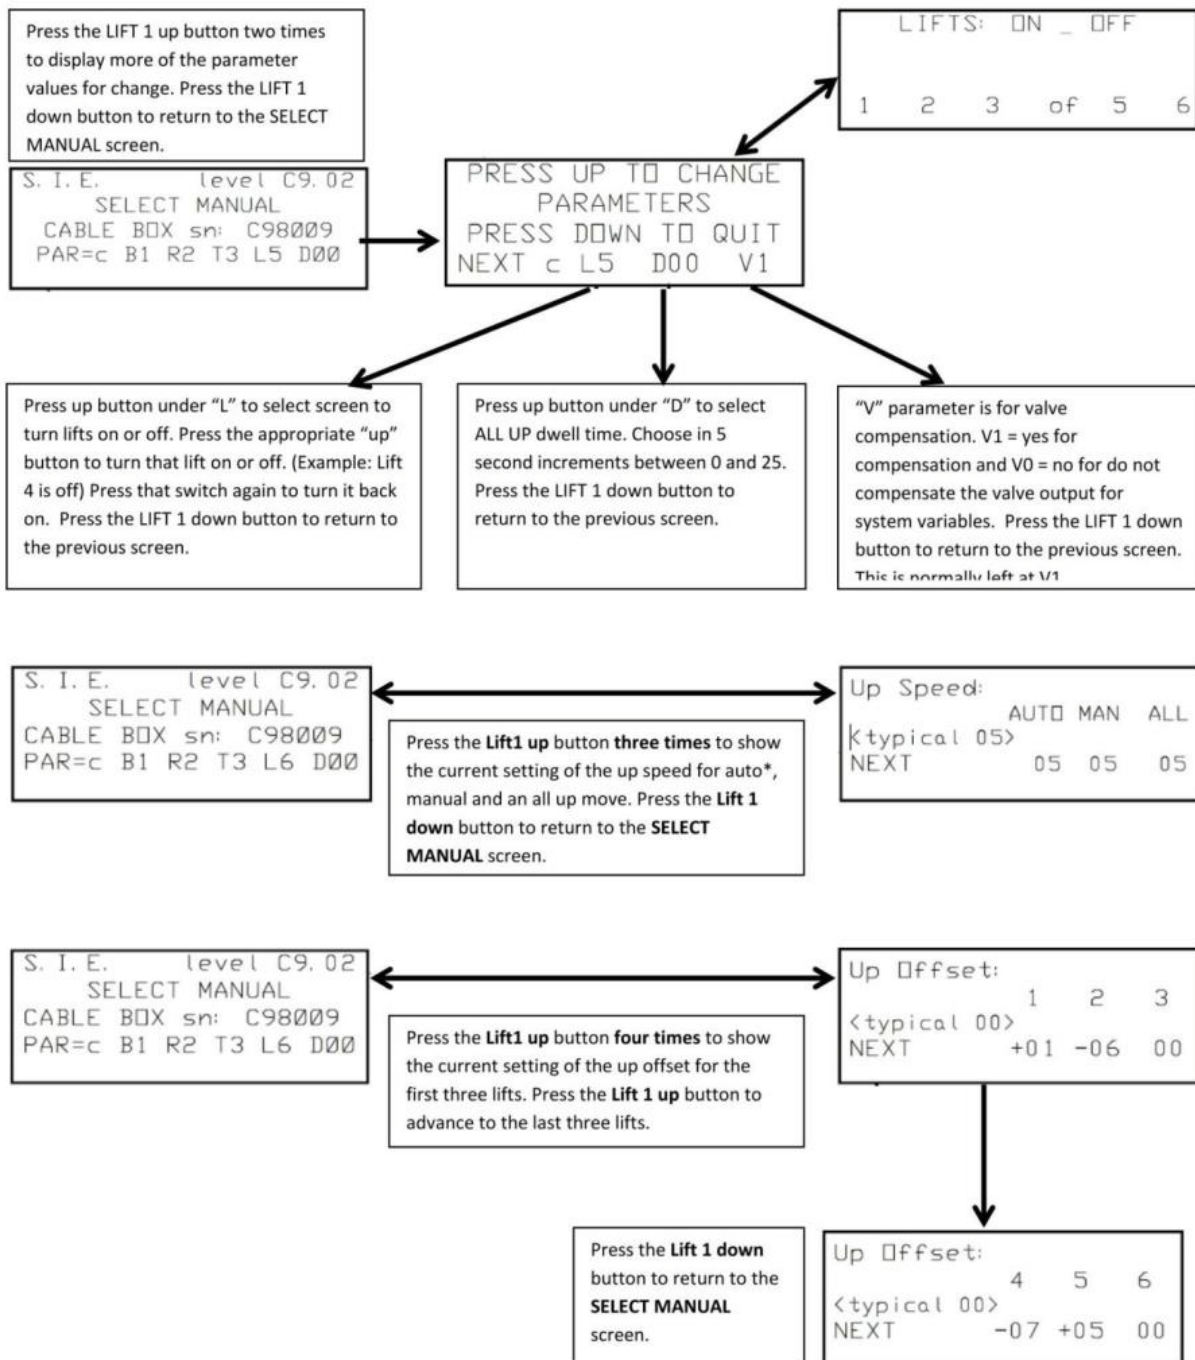 Press the LIFT 1 up button two times
to display more of the parameter
values for change. Press the LIFT 1
down button to return to the SELECT
MANUAL screen.
LIFTS: ON _ OFF
1 2 3 of 5 6
S. I. E. level C9.02
SELECT MANUAL
CABLE BOX sn: C98009
PAR=c B1 R2 T3 L5 D00
PRESS UP TO CHANGE
PARAMETERS
PRESS DOWN TO QUIT
NEXT c L5 D00 V1
Press up button under “L” to select screen to
turn lifts on or off. Press the appropriate “up”
button to turn that lift on or off. (Example: Lift
4 is off) Press that switch again to turn it back
on. Press the LIFT 1 down button to return to
the previous screen.
Press up button under “D” to select
ALL UP dwell time. Choose in 5
second increments between 0 and 25.
Press the LIFT 1 down button to
return to the previous screen.
“V” parameter is for valve
compensation. V1 = yes for
compensation and V0 = no for do not
compensate the valve output for
system variables. Press the LIFT 1 down
button to return to the previous screen.
This is normally left at V1
S. I. E. level C9.02
SELECT MANUAL
CABLE BOX sn: C98009
PAR=c B1 R2 T3 L6 D00
Press the Lift1 up button three times to show
the current setting of the up speed for auto*,
manual and an all up move. Press the Lift 1
down button to return to the SELECT
MANUAL screen.
Up Speed:
AUTO MAN ALL
<typical 05>
NEXT 05 05 05
S. I. E. level C9.02
SELECT MANUAL
CABLE BOX sn: C98009
PAR=c B1 R2 T3 L6 D00
Press the Lift1 up button four times to show
the current setting of the up offset for the
first three lifts. Press the Lift 1 up button to
advance to the last three lifts.
Up Offset:
1 2 3
<typical 00>
NEXT +01 -06 00
Press the Lift 1 down
button to return to the
SELECT MANUAL
screen.
Up Offset:
4 5 6
<typical 00>
NEXT -07 +05 00